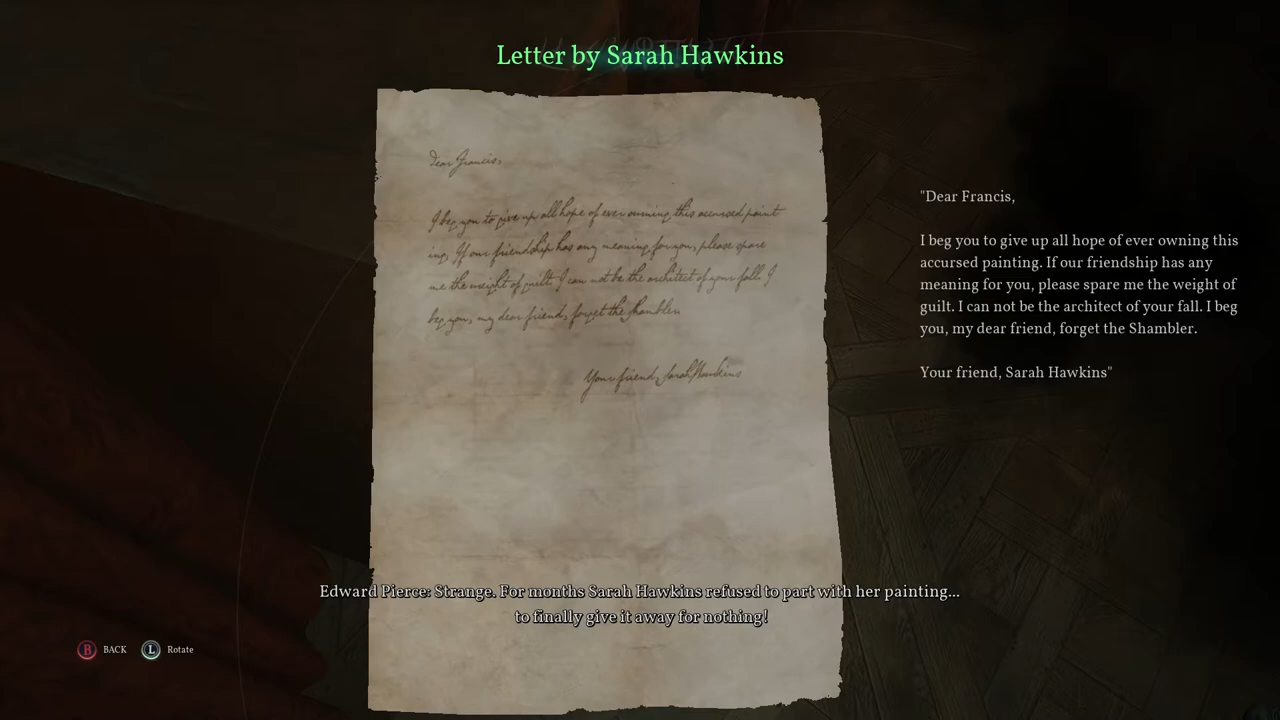 Letter by Sarah Hawkins
Dear Francis,
I beg you to give up all hope of ever owning this accursed paint
ing. If our friendship has any meaning for you, please spare
me the weight of guilt. I can not be the architect of your fall. I
beg you, my dear friend, forget the Shambler.
Your friend, Sarah Hawkins
"Dear Francis,
I beg you to give up all hope of ever owning this
accursed painting. If our friendship has any
meaning for you, please spare me the weight of
guilt. I can not be the architect of your fall. I beg
you, my dear friend, forget the Shambler.
Your friend, Sarah Hawkins"
Edward Pierce: Strange. For months Sarah Hawkins refused to part with her painting...
to finally give it away for nothing!
B BACK L Rotate